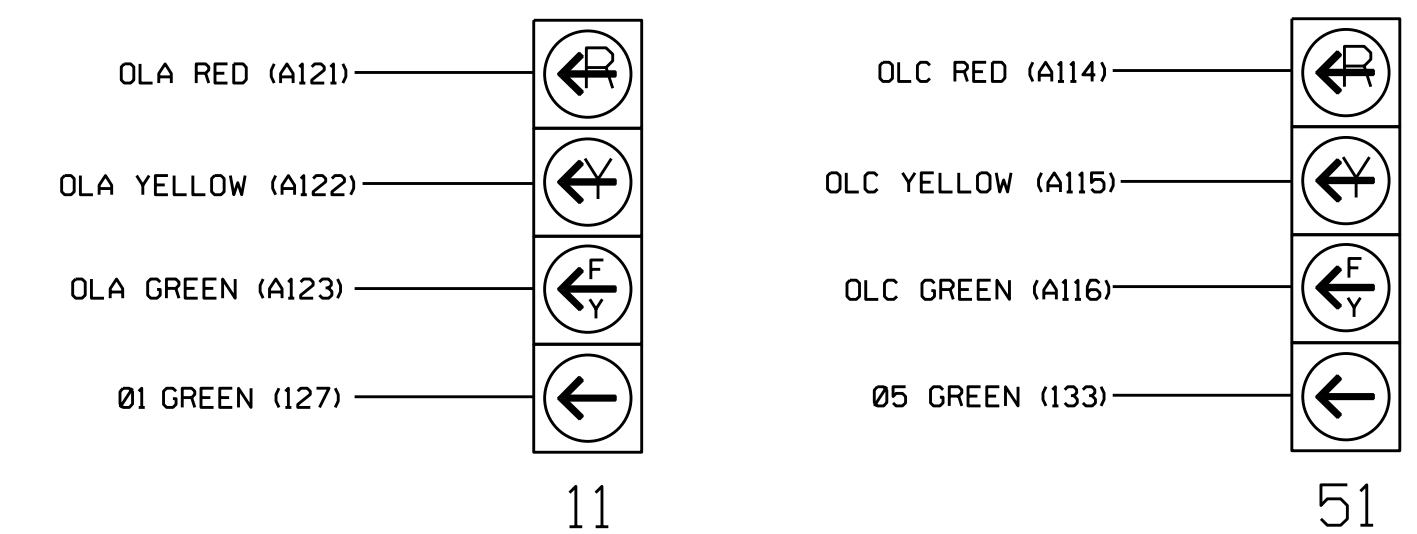 OLA RED (A121)
R
OLA YELLOW (A122)
Y
OLA GREEN (A123)
F
Y
Ø1 GREEN (127)
11
OLC RED (A114)
R
OLC YELLOW (A115)
Y
OLC GREEN (A116)
F
Y
Ø5 GREEN (133)
51